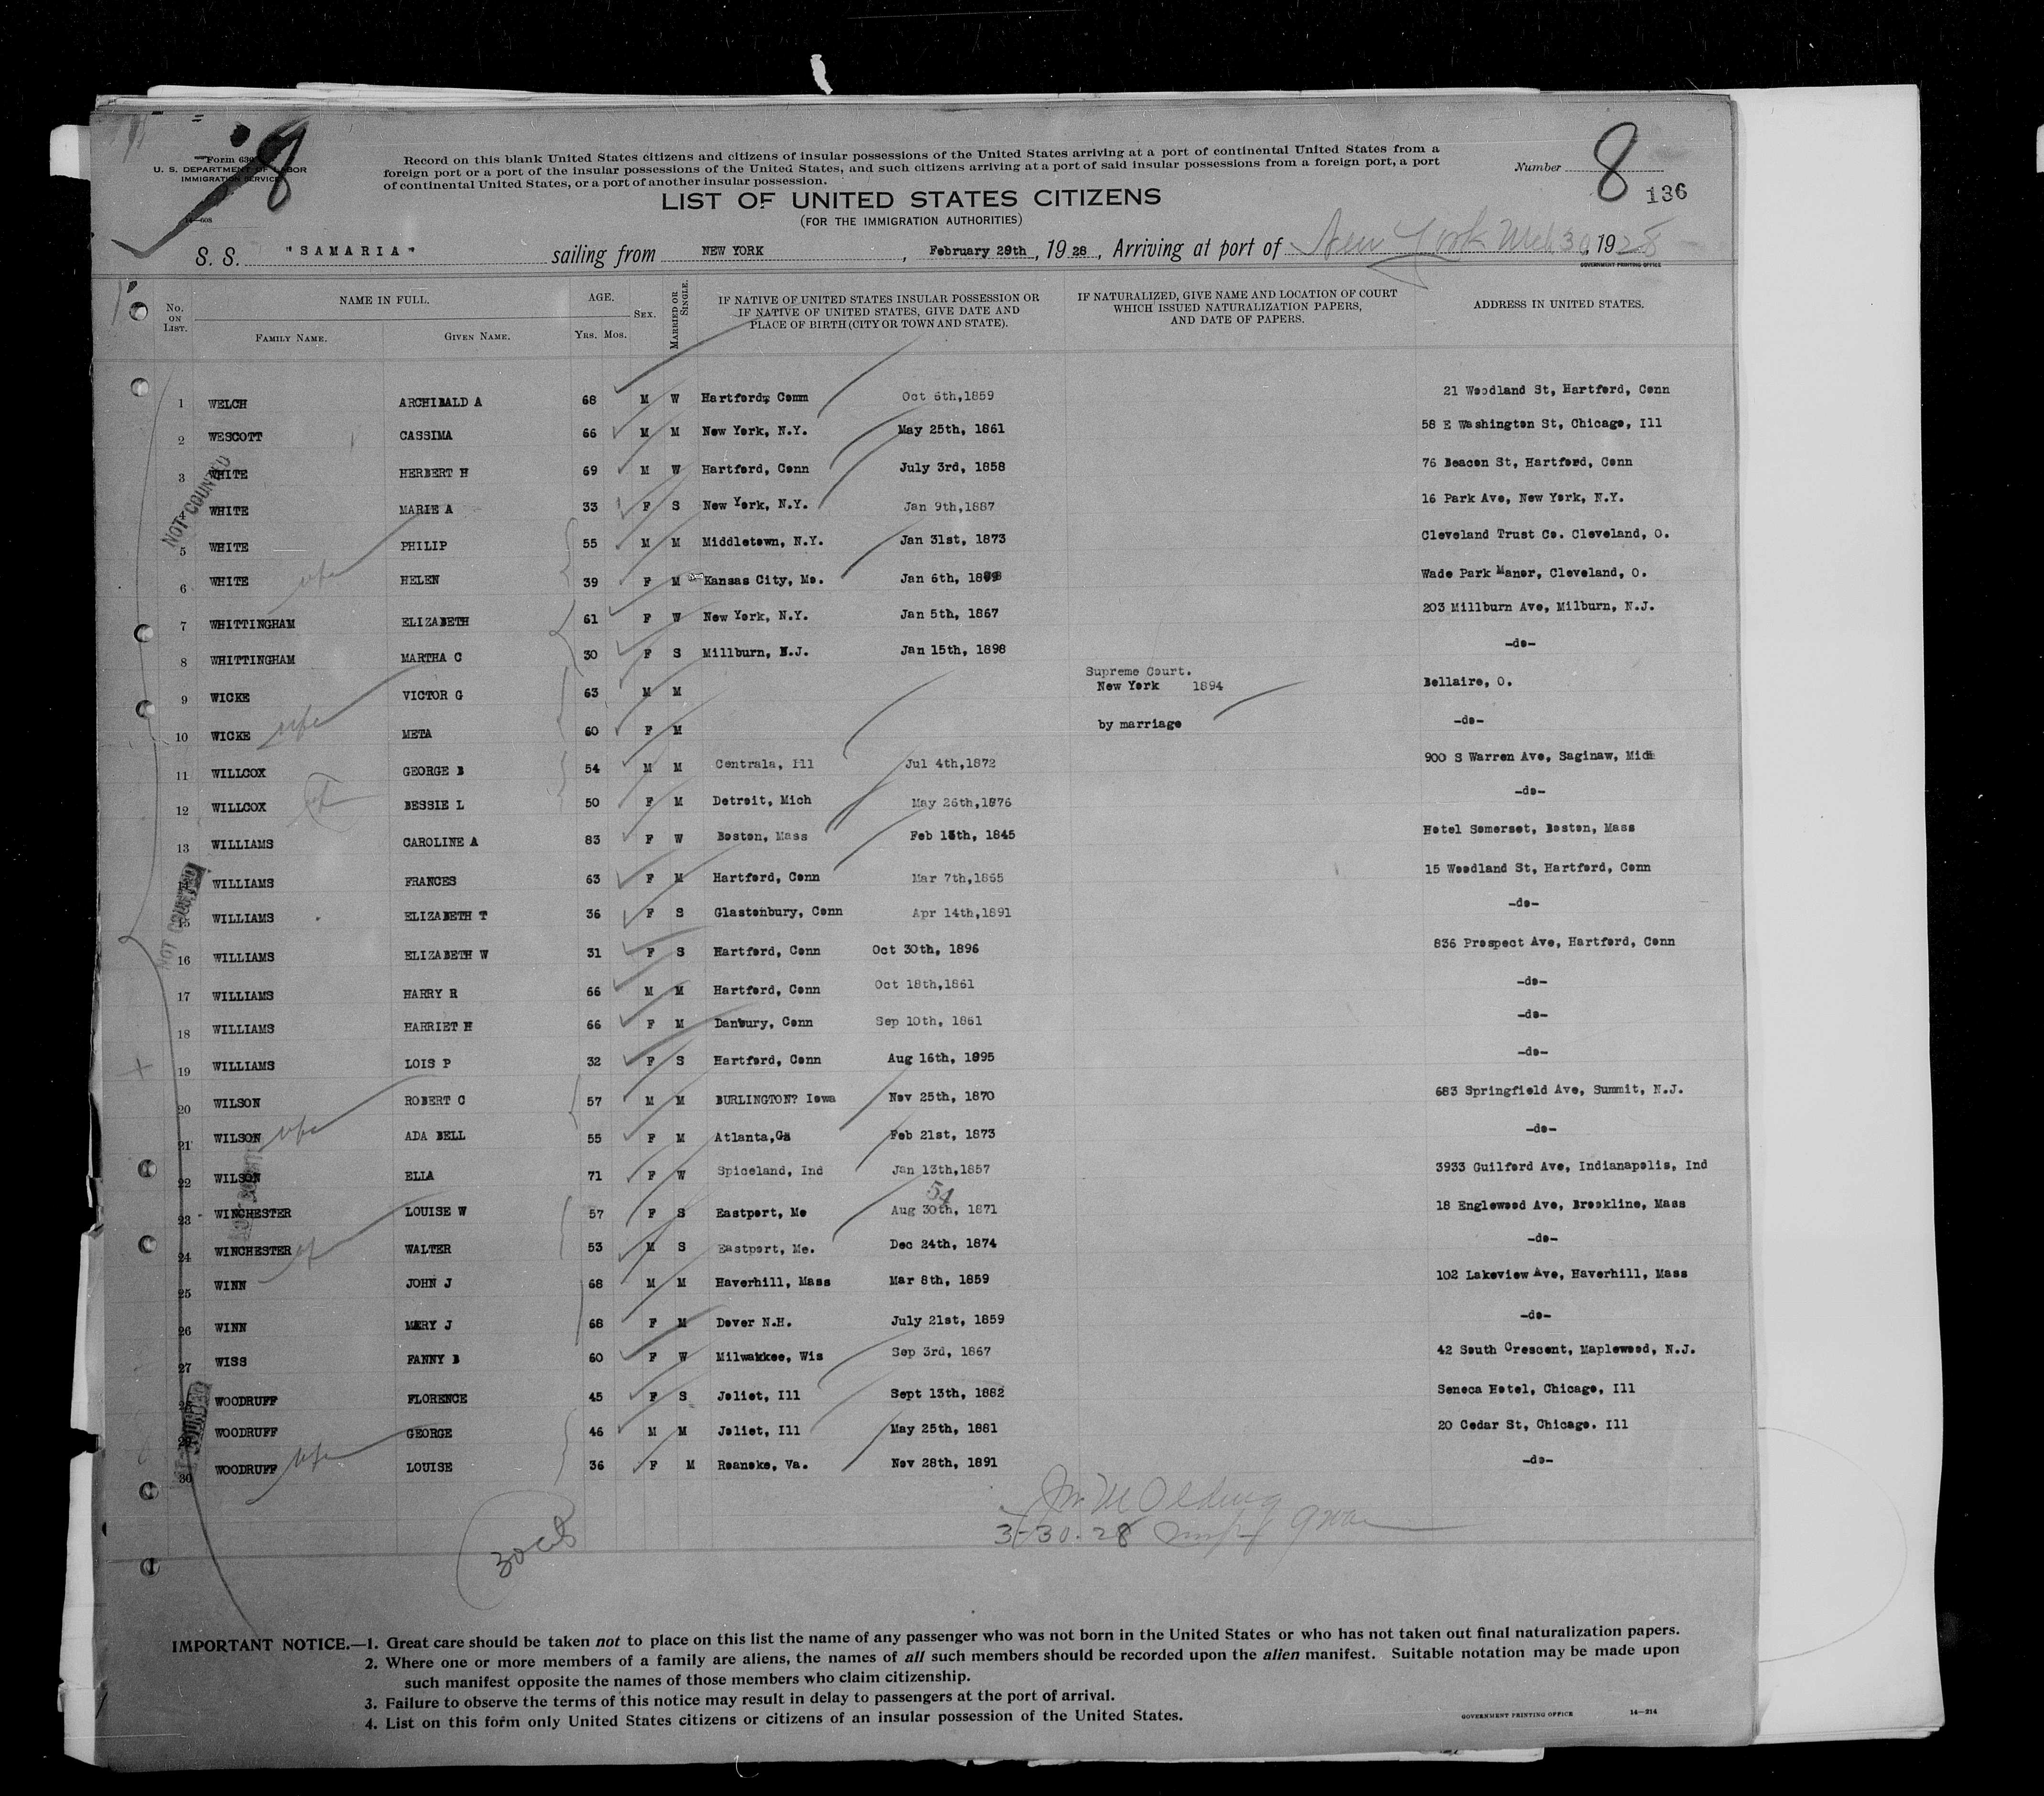 Form 630
U. S. DEPARTMENT OF LABOR
IMMIGRATION SERVICE
8
Record on this blank United States citizens and citizens of insular possessions of the United States arriving at a port of continental United States from a
foreign port or a port of the insular possessions of the United States, and such citizens arriving at a port of said insular possessions from a foreign port, a port
of continental United States, or a port of another insular possession.
Number 8
136
LIST OF UNITED STATES CITIZENS
(FOR THE IMMIGRATION AUTHORITIES)
S. S. "SAMARIA" sailing from NEW YORK, February 29th, 1928, Arriving at port of New York Mch 30, 1928
GOVERNMENT PRINTING OFFICE
No. ON LIST. NAME IN FULL. FAMILY NAME. GIVEN NAME. AGE. YRS. MOS. SEX. MARRIED OR SINGLE. IF NATIVE OF UNITED STATES INSULAR POSSESSION OR IF NATIVE OF UNITED STATES, GIVE DATE AND PLACE OF BIRTH (CITY OR TOWN AND STATE). IF NATURALIZED, GIVE NAME AND LOCATION OF COURT WHICH ISSUED NATURALIZATION PAPERS, AND DATE OF PAPERS. ADDRESS IN UNITED STATES.
1 WELCH ARCHIBALD A 68 M W Hartford, Comm Oct 6th,1859 21 Woodland St, Hartford, Conn
2 WESCOTT CASSIMA 66 M M New York, N.Y. May 25th, 1861 58 E Washington St, Chicago, Ill
3 WHITE HERBERT H 69 M W Hartford, Conn July 3rd, 1858 76 Beacon St, Hartford, Conn
4 WHITE MARIE A 33 F S New York, N.Y. Jan 9th,1887 16 Park Ave, New York, N.Y.
NOT COUNTED
5 WHITE PHILIP 55 M M Middletown, N.Y. Jan 31st, 1873 Cleveland Trust Co. Cleveland, O.
6 WHITE wfe HELEN 39 F M Kansas City, Mo. Jan 6th, Wade Park Manor, Cleveland, O.
7 WHITTINGHAM ELIZABETH 61 F W New York, N.Y. Jan 5th, 1867 203 Millburn Ave, Milburn, N.J.
8 WHITTINGHAM MARTHA C 30 F S Millburn, N.J. Jan 15th, 1898 -do-
9 WICKE VICTOR G 63 M M Supreme Court. New York 1894 Bellaire, O.
10 WICKE wfe META 60 F M by marriage -do-
11 WILLCOX GEORGE B 54 M M Centrala, Ill Jul 4th,1872 900 S Warren Ave, Saginaw, Mich
12 WILLCOX BESSIE L 50 F M Detroit, Mich May 26th,1876 -do-
13 WILLIAMS CAROLINE A 83 F W Boston, Mass Feb 1845 Hotel Somerset, Boston, Mass
14 WILLIAMS FRANCES 63 F M Hartford, Conn Mar 7th,1865 15 Woodland St, Hartford, Conn
NOT COUNTED
15 WILLIAMS ELIZABETH T 36 F S Glastonbury, Conn Apr 14th,1891 -do-
16 WILLIAMS ELIZABETH W 31 F S Hartford, Conn Oct 30th, 1896 836 Prospect Ave, Hartford, Conn
17 WILLIAMS HARRY R 66 M M Hartford, Conn Oct 18th,1861 -do-
18 WILLIAMS HARRIET H 66 F M Danbury, Conn Sep 10th, 1861 -do-
19 WILLIAMS LOIS P 32 F S Hartford, Conn Aug 16th, 1895 -do-
20 WILSON ROBERT C 57 M M BURLINGTON? Iowa Nov 25th, 1870 683 Springfield Ave, Summit, N.J.
21 WILSON wfe ADA BELL 55 F M Atlanta,Ga Feb 21st, 1873 -do-
22 WILSON ELLA 71 F W Spiceland, Ind Jan 13th,1857 3933 Guilford Ave, Indianapolis, Ind
54
23 WINCHESTER LOUISE W 57 F S Eastport, Me Aug 30th, 1871 18 Englewood Ave, Brookline, Mass
24 WINCHESTER WALTER 53 M S Eastport, Me. Dec 24th, 1874 -do-
25 WINN JOHN J 68 M M Haverhill, Mass Mar 8th, 1859 102 Lakeview Ave, Haverhill, Mass
26 WINN MARY J 68 F M Dover N.H. July 21st, 1859 -do-
27 WISS FANNY B 60 F W Milwakkee, Wis Sep 3rd, 1867 42 South Crescent, Maplewood, N.J.
WOODRUFF FLORENCE 45 F S Joliet, Ill Sept 13th, 1882 Seneca Hotel, Chicago, Ill
WOODRUFF GEORGE 46 M M Joliet, Ill May 25th, 1881 20 Cedar St, Chicago. Ill
30 WOODRUFF wfe LOUISE 36 F M Roanoke, Va. Nov 28th, 1891 -do-
3-30-28
IMPORTANT NOTICE.—1. Great care should be taken not to place on this list the name of any passenger who was not born in the United States or who has not taken out final naturalization papers.
2. Where one or more members of a family are aliens, the names of all such members should be recorded upon the alien manifest. Suitable notation may be made upon
such manifest opposite the names of those members who claim citizenship.
3. Failure to observe the terms of this notice may result in delay to passengers at the port of arrival.
4. List on this form only United States citizens or citizens of an insular possession of the United States.
GOVERNMENT PRINTING OFFICE 14—214